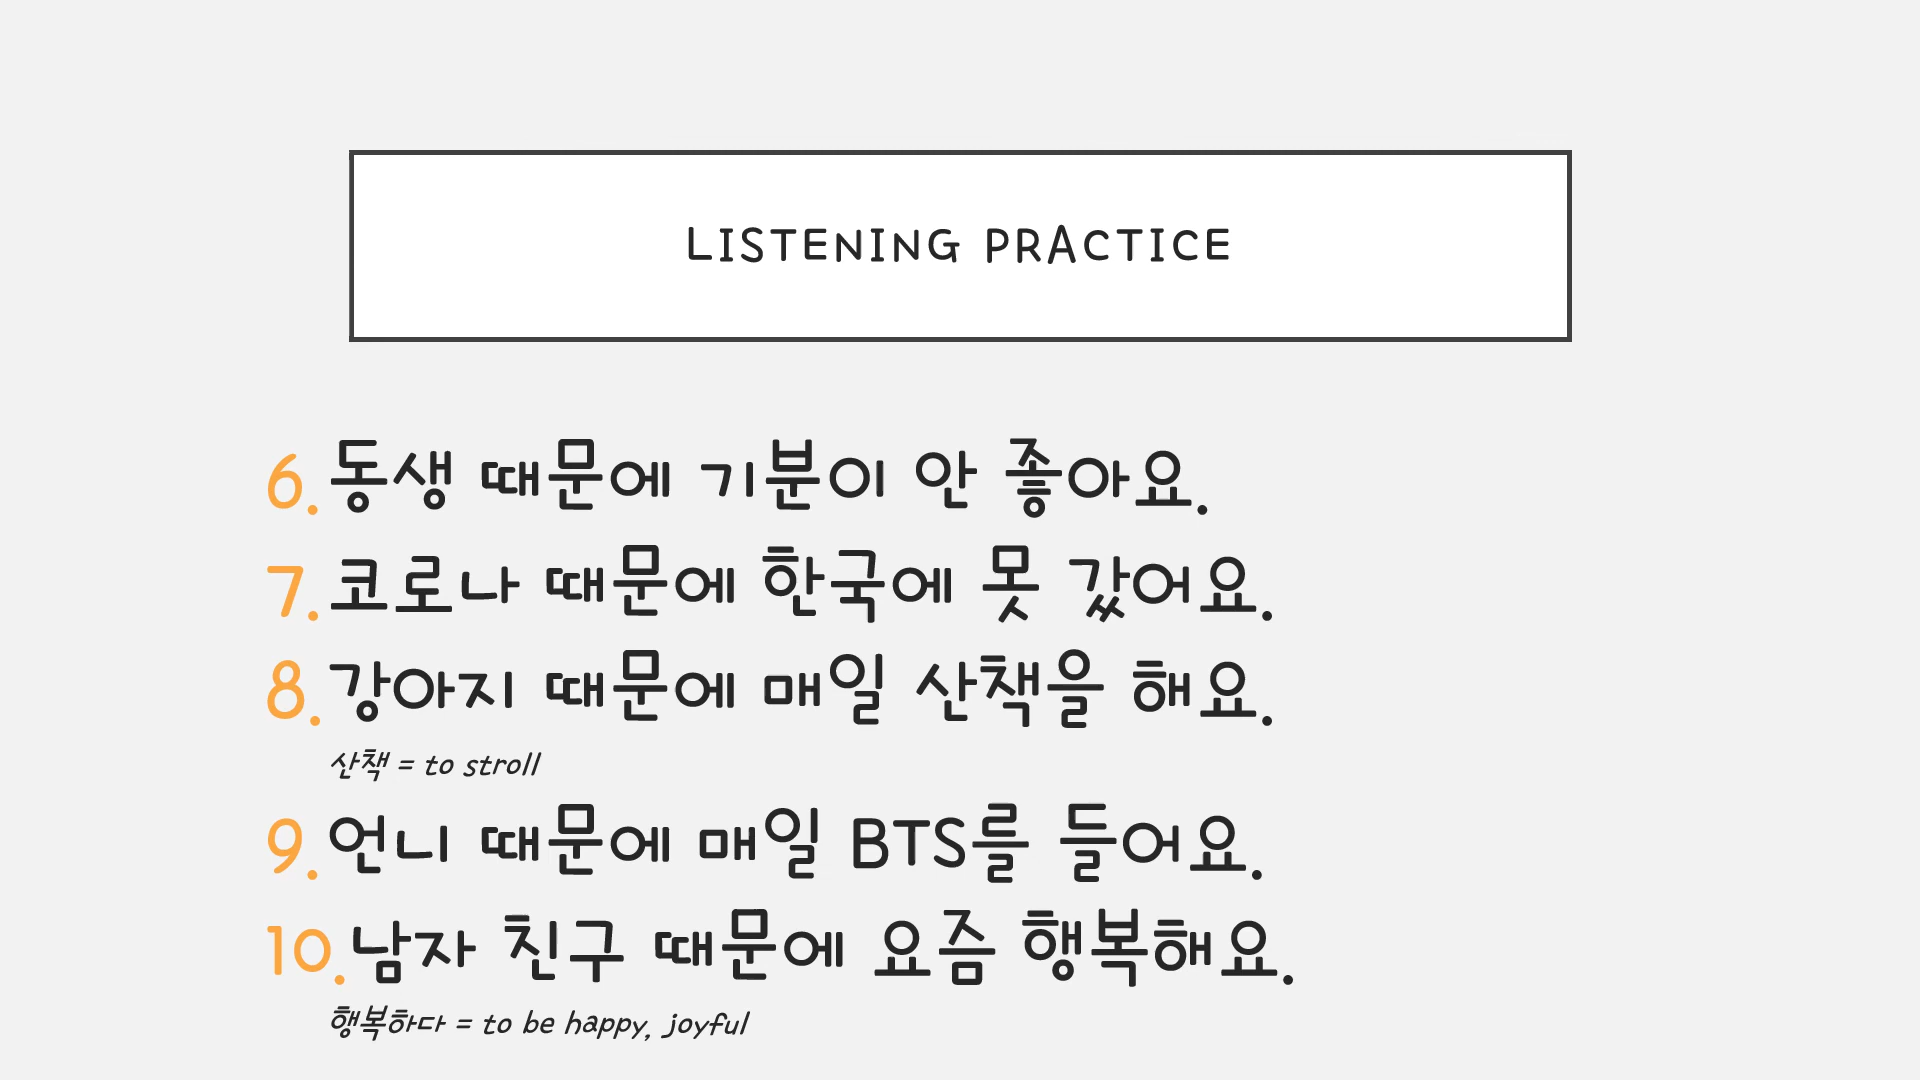 LISTENING PRACTICE
6. 동생 때문에 기분이 안 좋아요.
7. 코로나 때문에 한국에 못 갔어요.
8. 강아지 때문에 매일 산책을 해요.
산책 = to stroll
9. 언니 때문에 매일 BTS를 들어요.
10. 남자 친구 때문에 요즘 행복해요.
행복하다 = to be happy, joyful